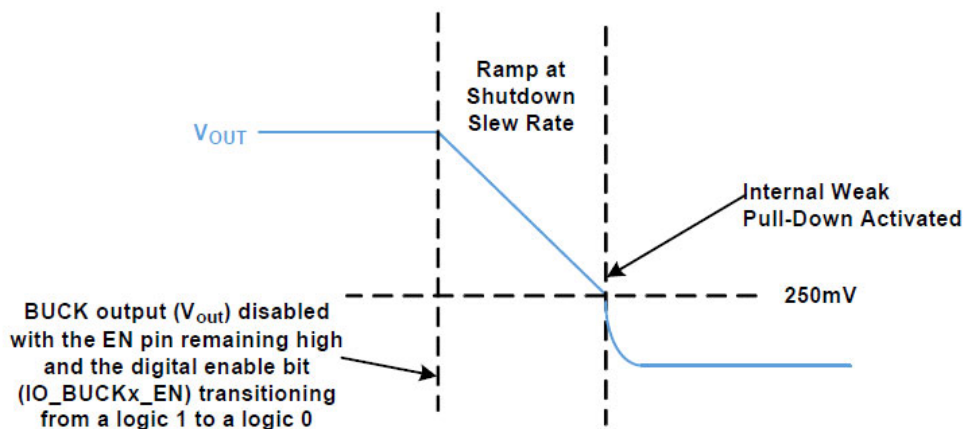 Ramp at
Shutdown
Slew Rate
VOUT
Internal Weak
Pull-Down Activated
250mV
BUCK output (Vout) disabled
with the EN pin remaining high
and the digital enable bit
(IO_BUCKx_EN) transitioning
from a logic 1 to a logic 0